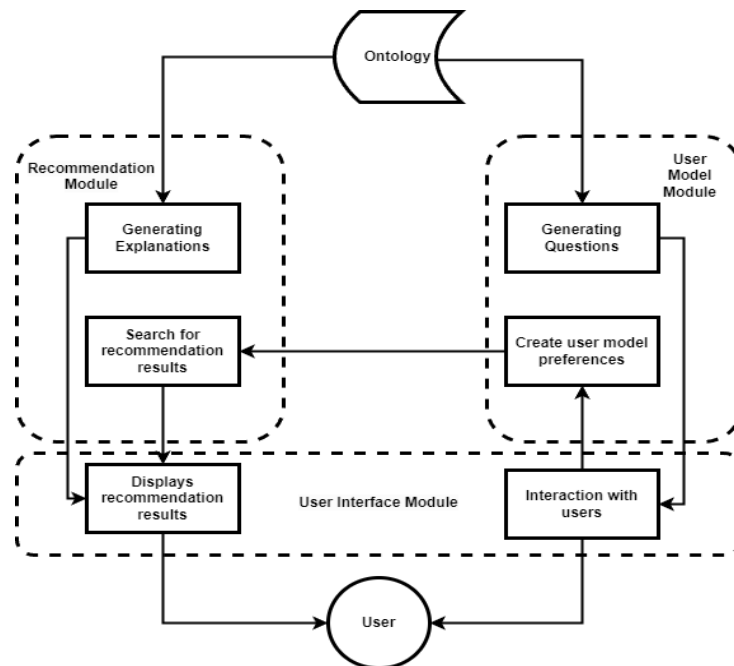 Ontology
Recommendation
Module
User
Model
Module
Generating
Explanations
Generating
Questions
Search for
recommendation
results
Create user model
preferences
Displays
recommendation
results
User Interface Module
Interaction with
users
User